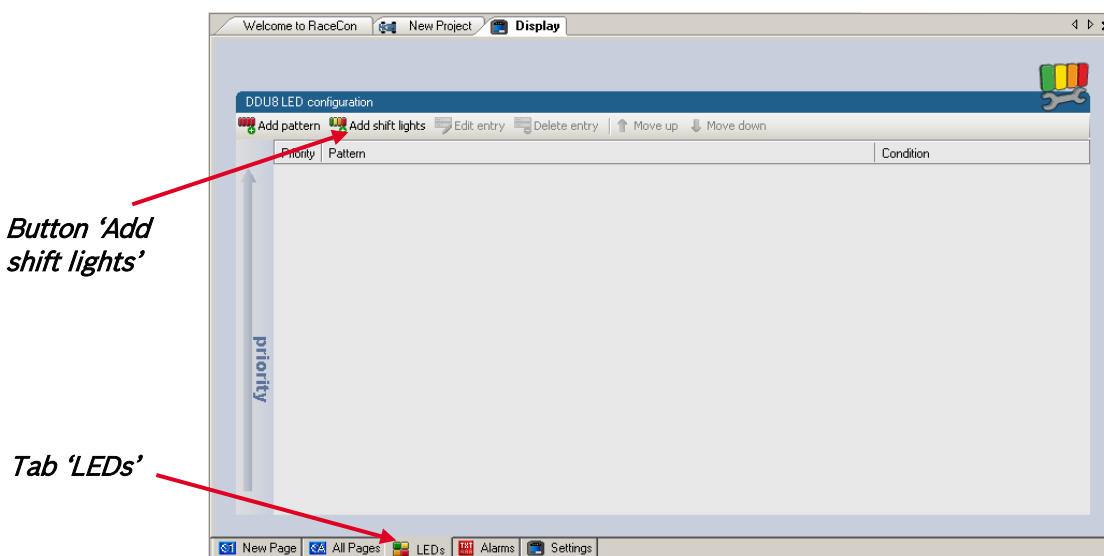 Welcome to RaceCon New Project Display
DDU8 LED configuration
Add pattern Add shift lights Edit entry Delete entry Move up Move down
Priority Pattern Condition
Button ‘Add
shift lights’
priority
Tab ‘LEDs’
New Page All Pages LEDs Alarms Settings